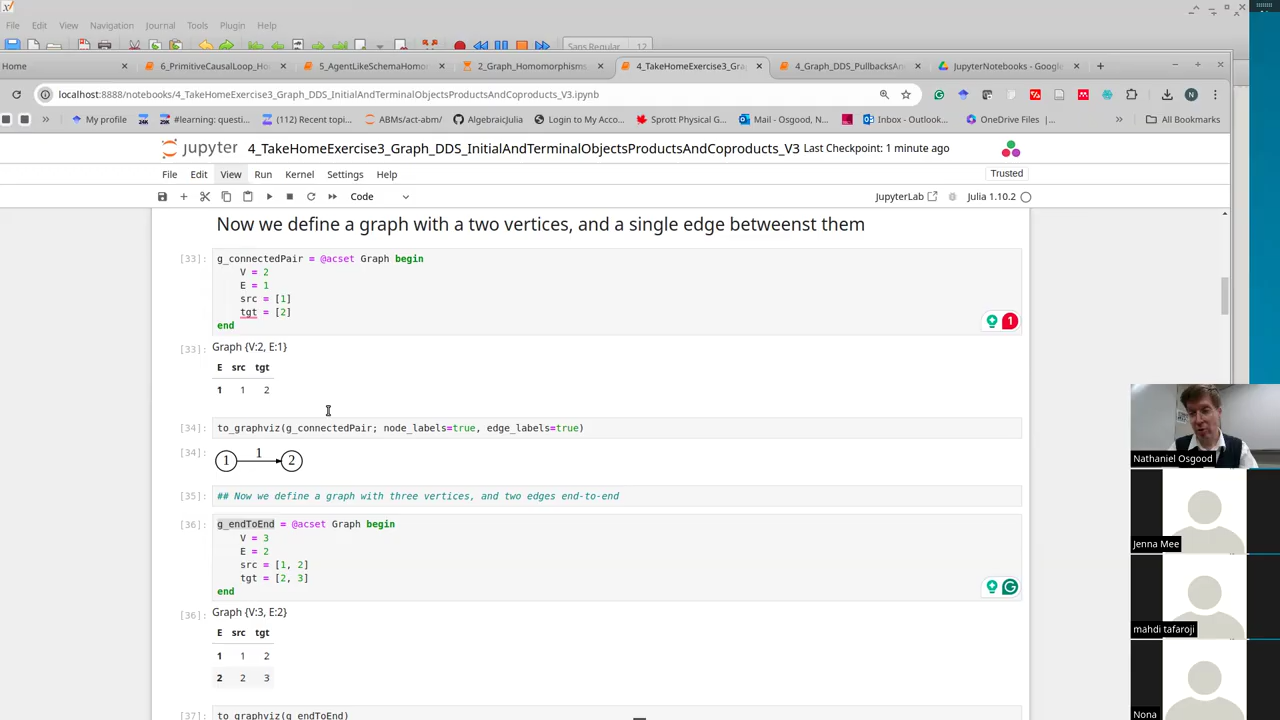 File Edit View Navigation Journal Tools Plugin Help
Sans Regular 12
Home 6_PrimitiveCausalLoop_Ho 5_AgentLikeSchemaHomor 2_Graph_Homomorphisms 4_TakeHomeExercise3_Gra 4_Graph_DDS_PullbacksAn JupyterNotebooks - Google
localhost:8888/notebooks/4_TakeHomeExercise3_Graph_DDS_InitialAndTerminalObjectsProductsAndCoproducts_V3.ipynb
My profile #learning: questi... (112) Recent topi... ABMs/act-abm/ AlgebraicJulia Login to My Acco... Sprott Physical G... Mail - Osgood, N... Inbox - Outlook... OneDrive Files |... All Bookmarks
jupyter 4_TakeHomeExercise3_Graph_DDS_InitialAndTerminalObjectsProductsAndCoproducts_V3 Last Checkpoint: 1 minute ago
File Edit View Run Kernel Settings Help Trusted
Code JupyterLab Julia 1.10.2
Now we define a graph with a two vertices, and a single edge betweenst them
[33]: g_connectedPair = @acset Graph begin
V = 2
E = 1
src = [1]
tgt = [2]
end
1
[33]: Graph {V:2, E:1}
E src tgt
1 1 2
[34]: to_graphviz(g_connectedPair; node_labels=true, edge_labels=true)
[34]: 1 1 2
[35]: ## Now we define a graph with three vertices, and two edges end-to-end
[36]: g_endToEnd = @acset Graph begin
V = 3
E = 2
src = [1, 2]
tgt = [2, 3]
end
[36]: Graph {V:3, E:2}
E src tgt
1 1 2
2 2 3
[37]: to_graphviz(g_endToEnd)
Nathaniel Osgood
Jenna Mee
mahdi tafaroji
Nona